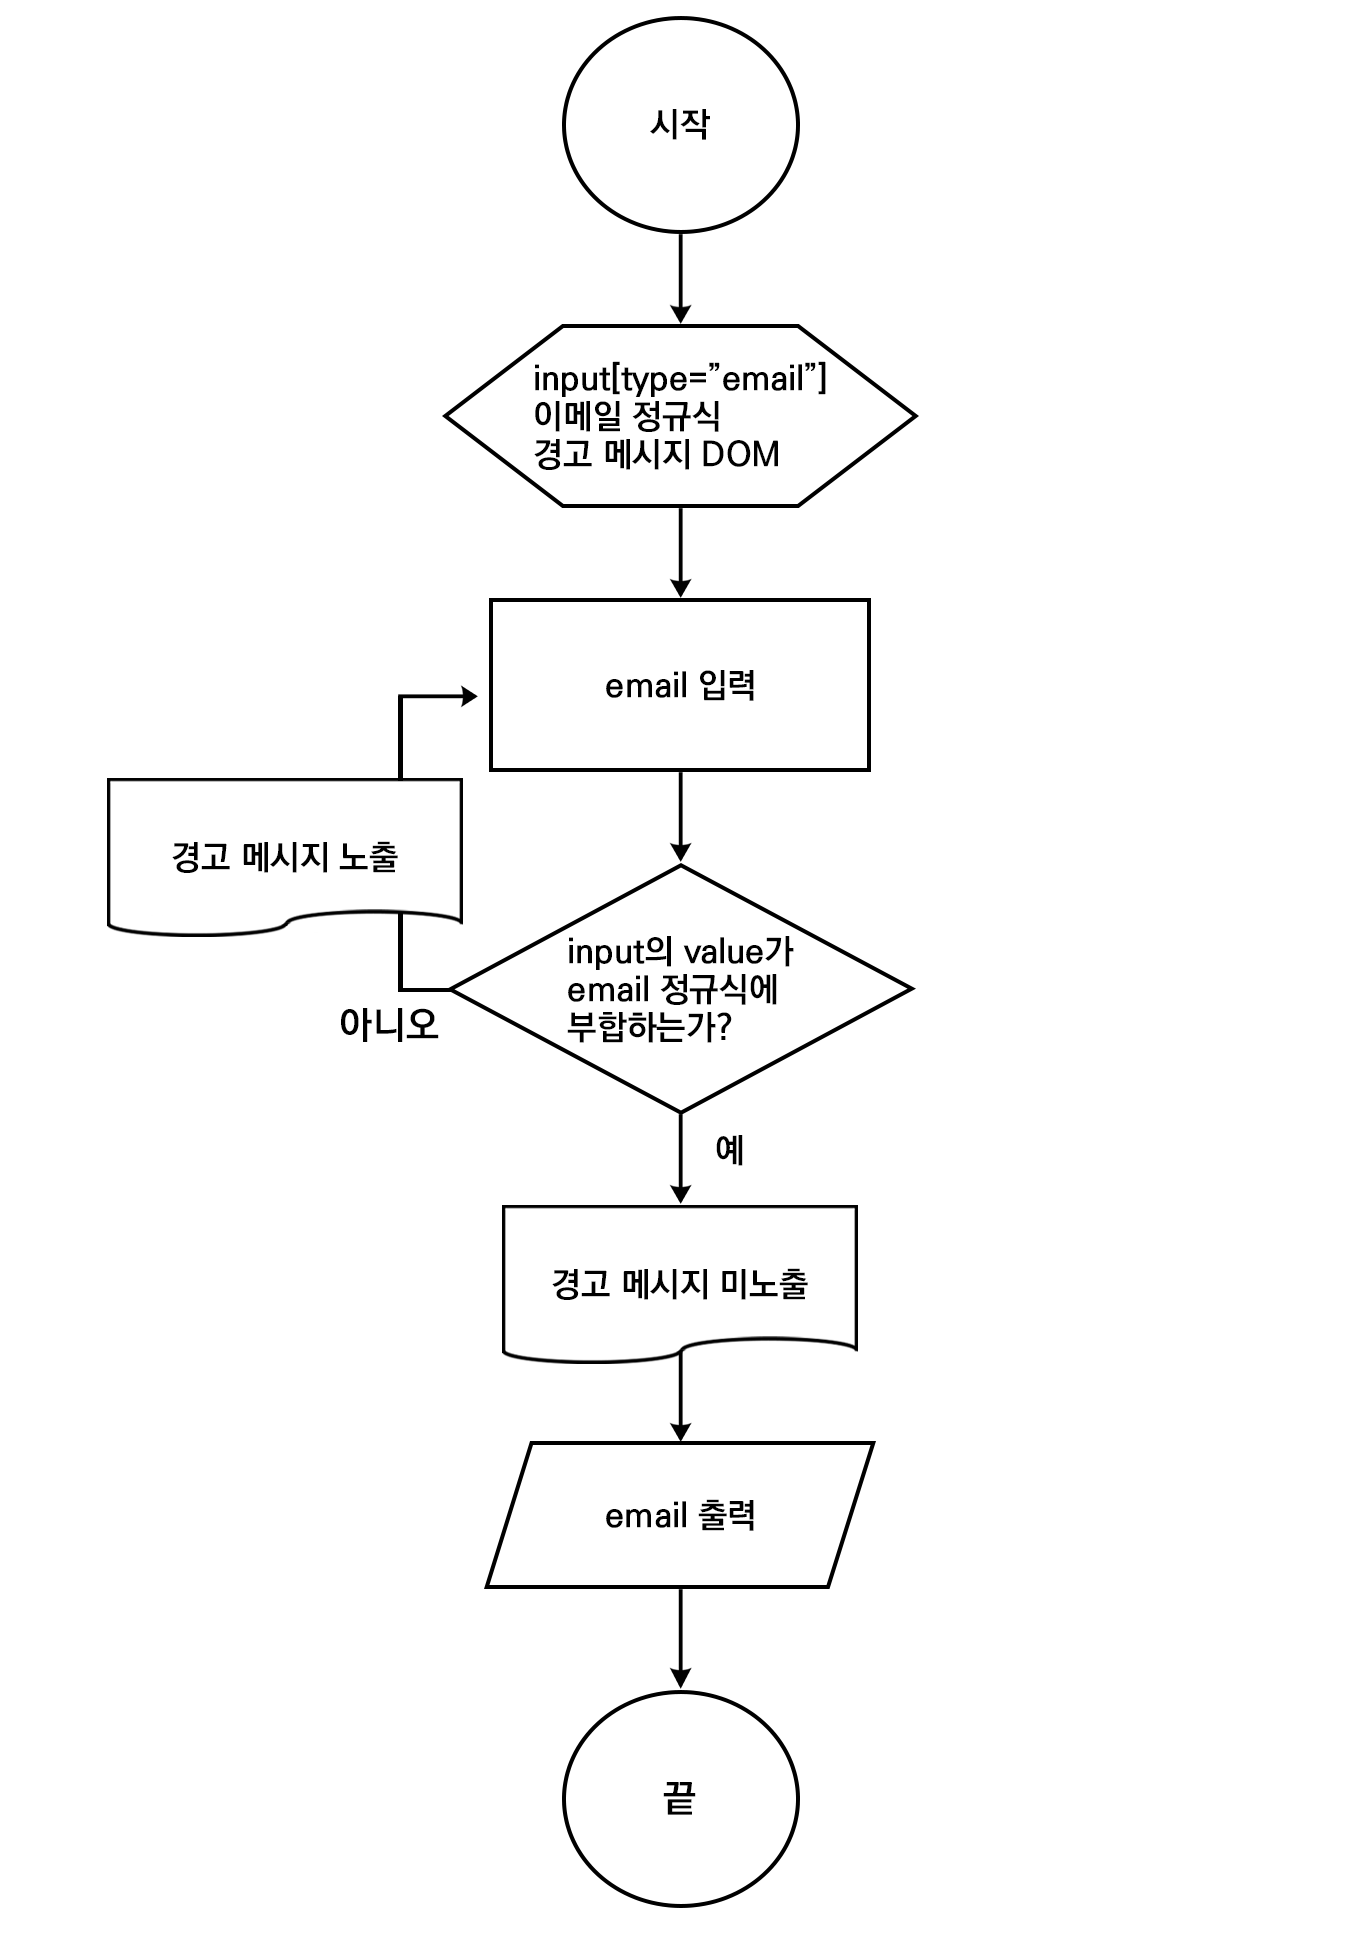 시작
input[type=”email”]
이메일 정규식
경고 메시지 DOM
email 입력
경고 메시지 노출
input의 value가
email 정규식에
부합하는가?
아니오
예
경고 메시지 미노출
email 출력
끝